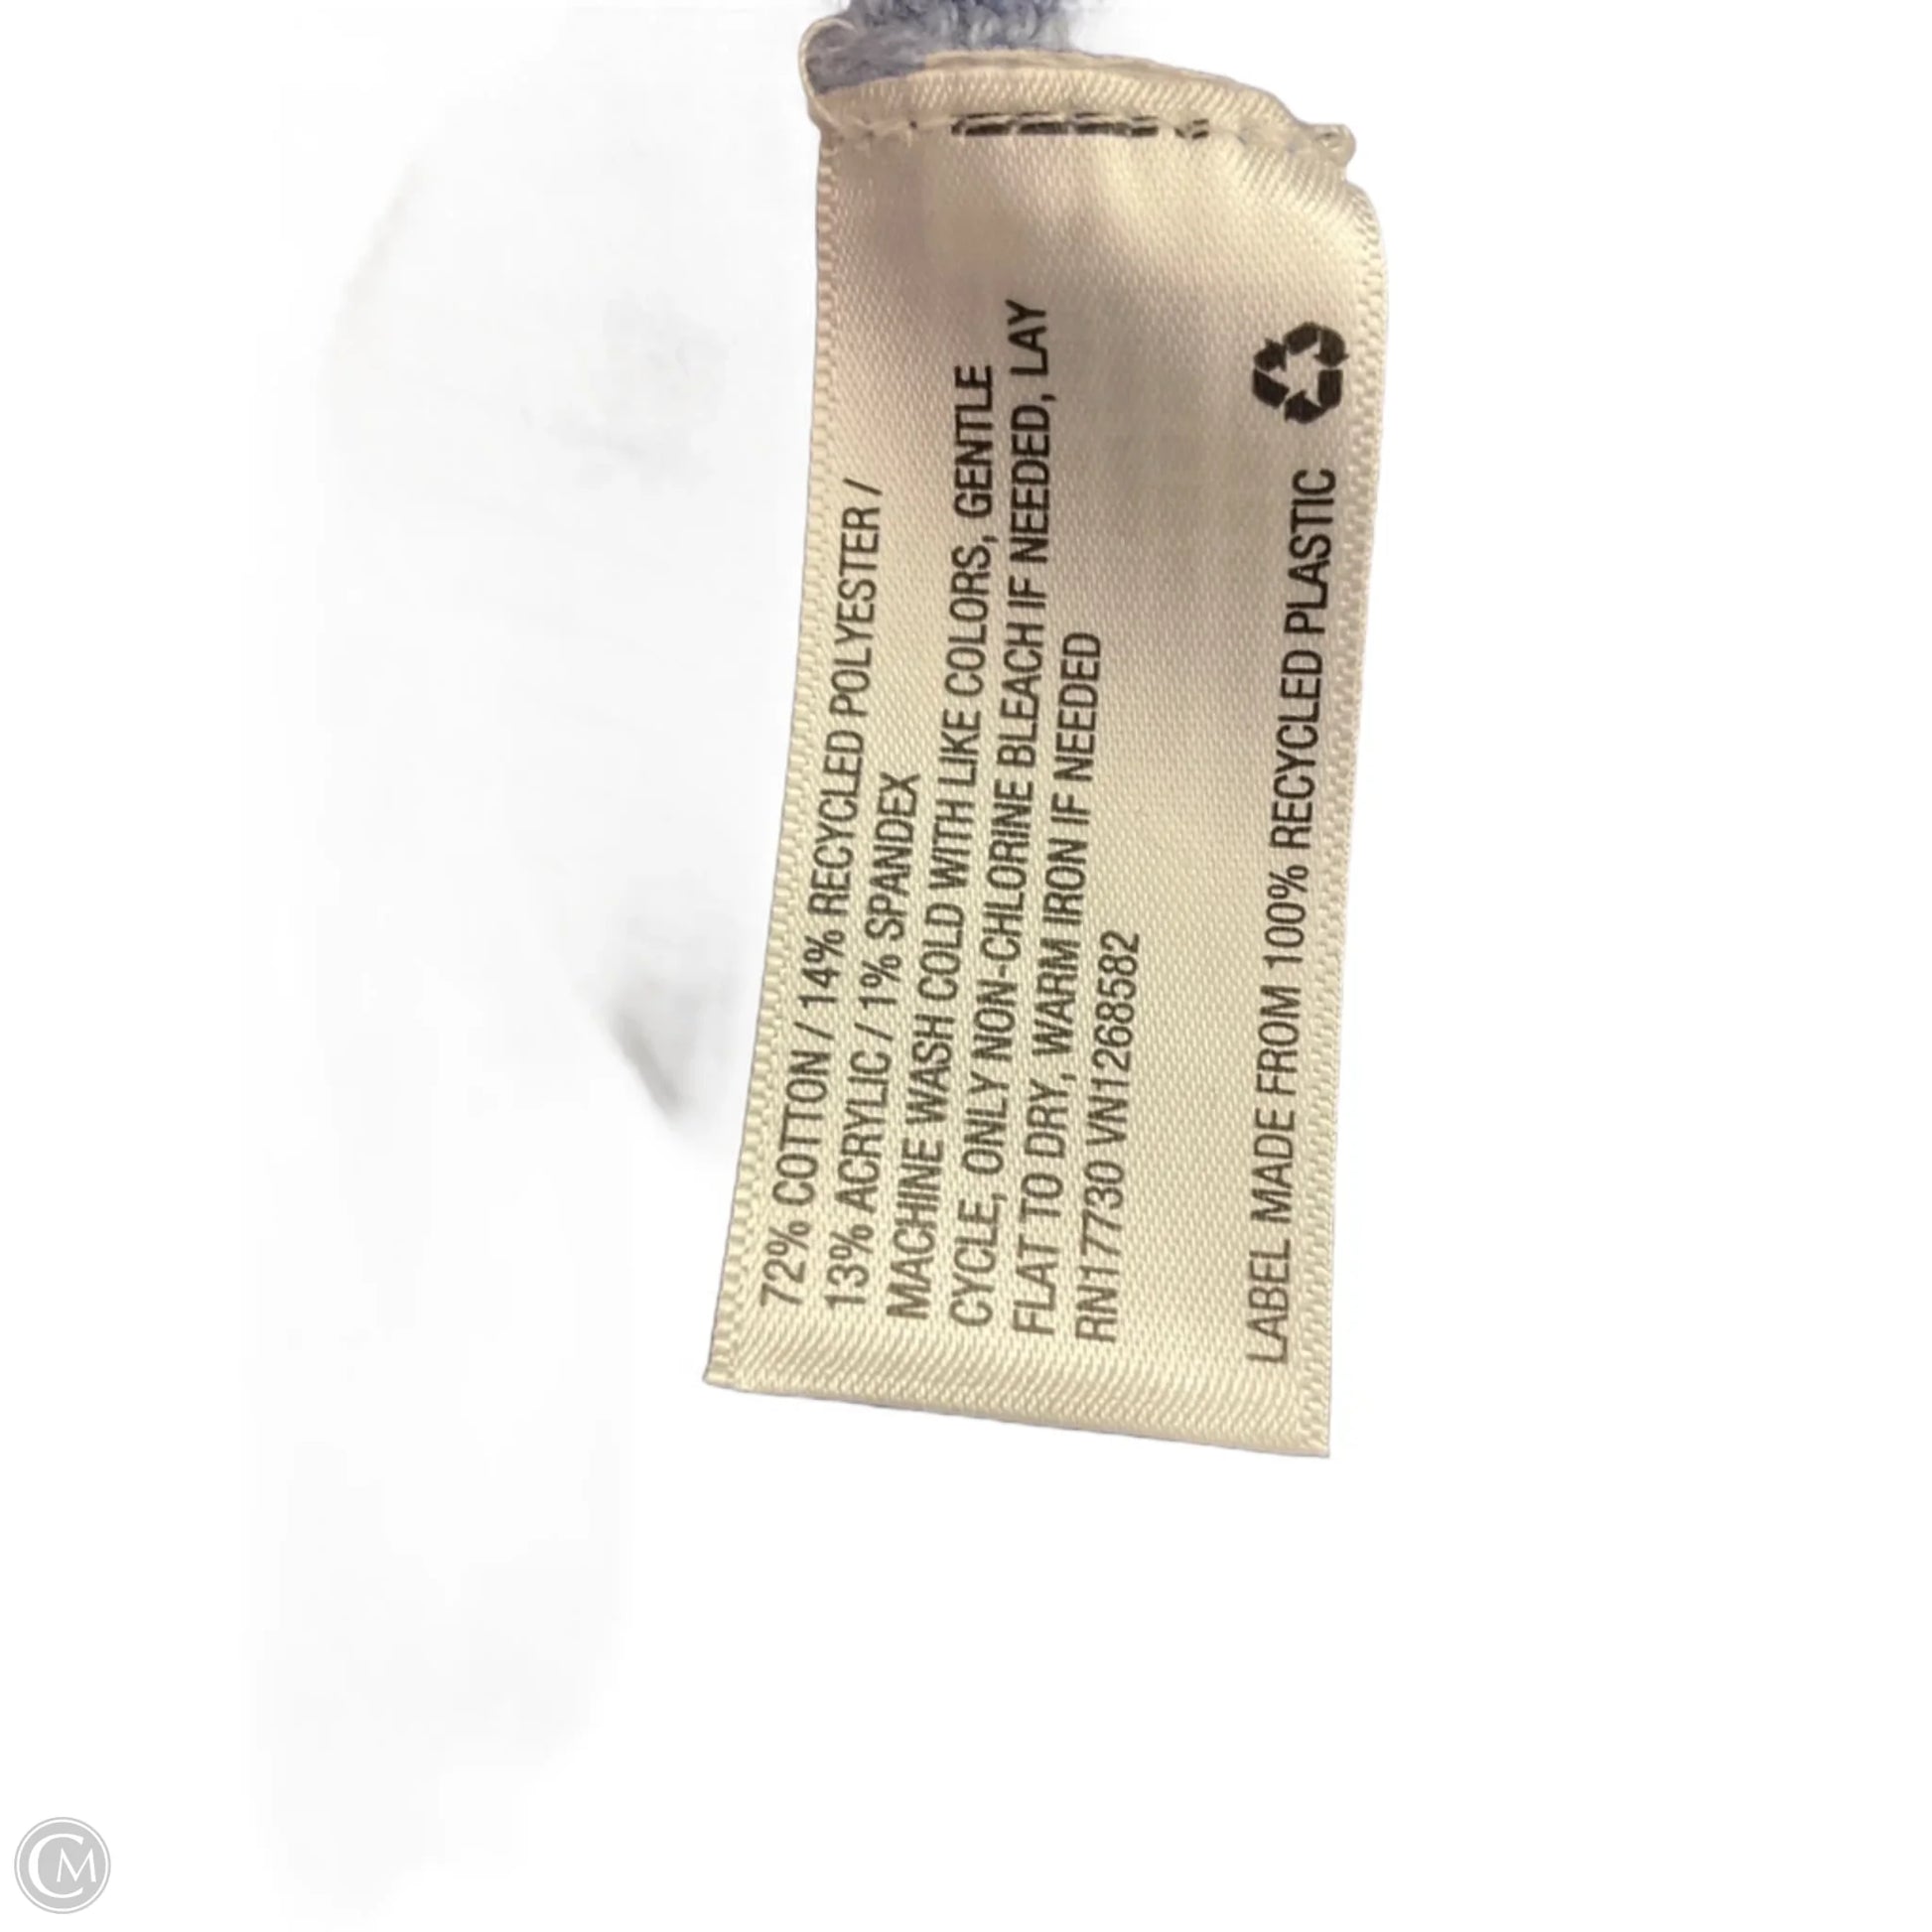 72% COTTON / 14% RECYCLED POLYESTER /
13% ACRYLIC / 1% SPANDEX
MACHINE WASH COLD WITH LIKE COLORS, GENTLE
CYCLE, ONLY NON-CHLORINE BLEACH IF NEEDED, LAY
FLAT TO DRY, WARM IRON IF NEEDED
RN17730 VN1268582
LABEL MADE FROM 100% RECYCLED PLASTIC
CM